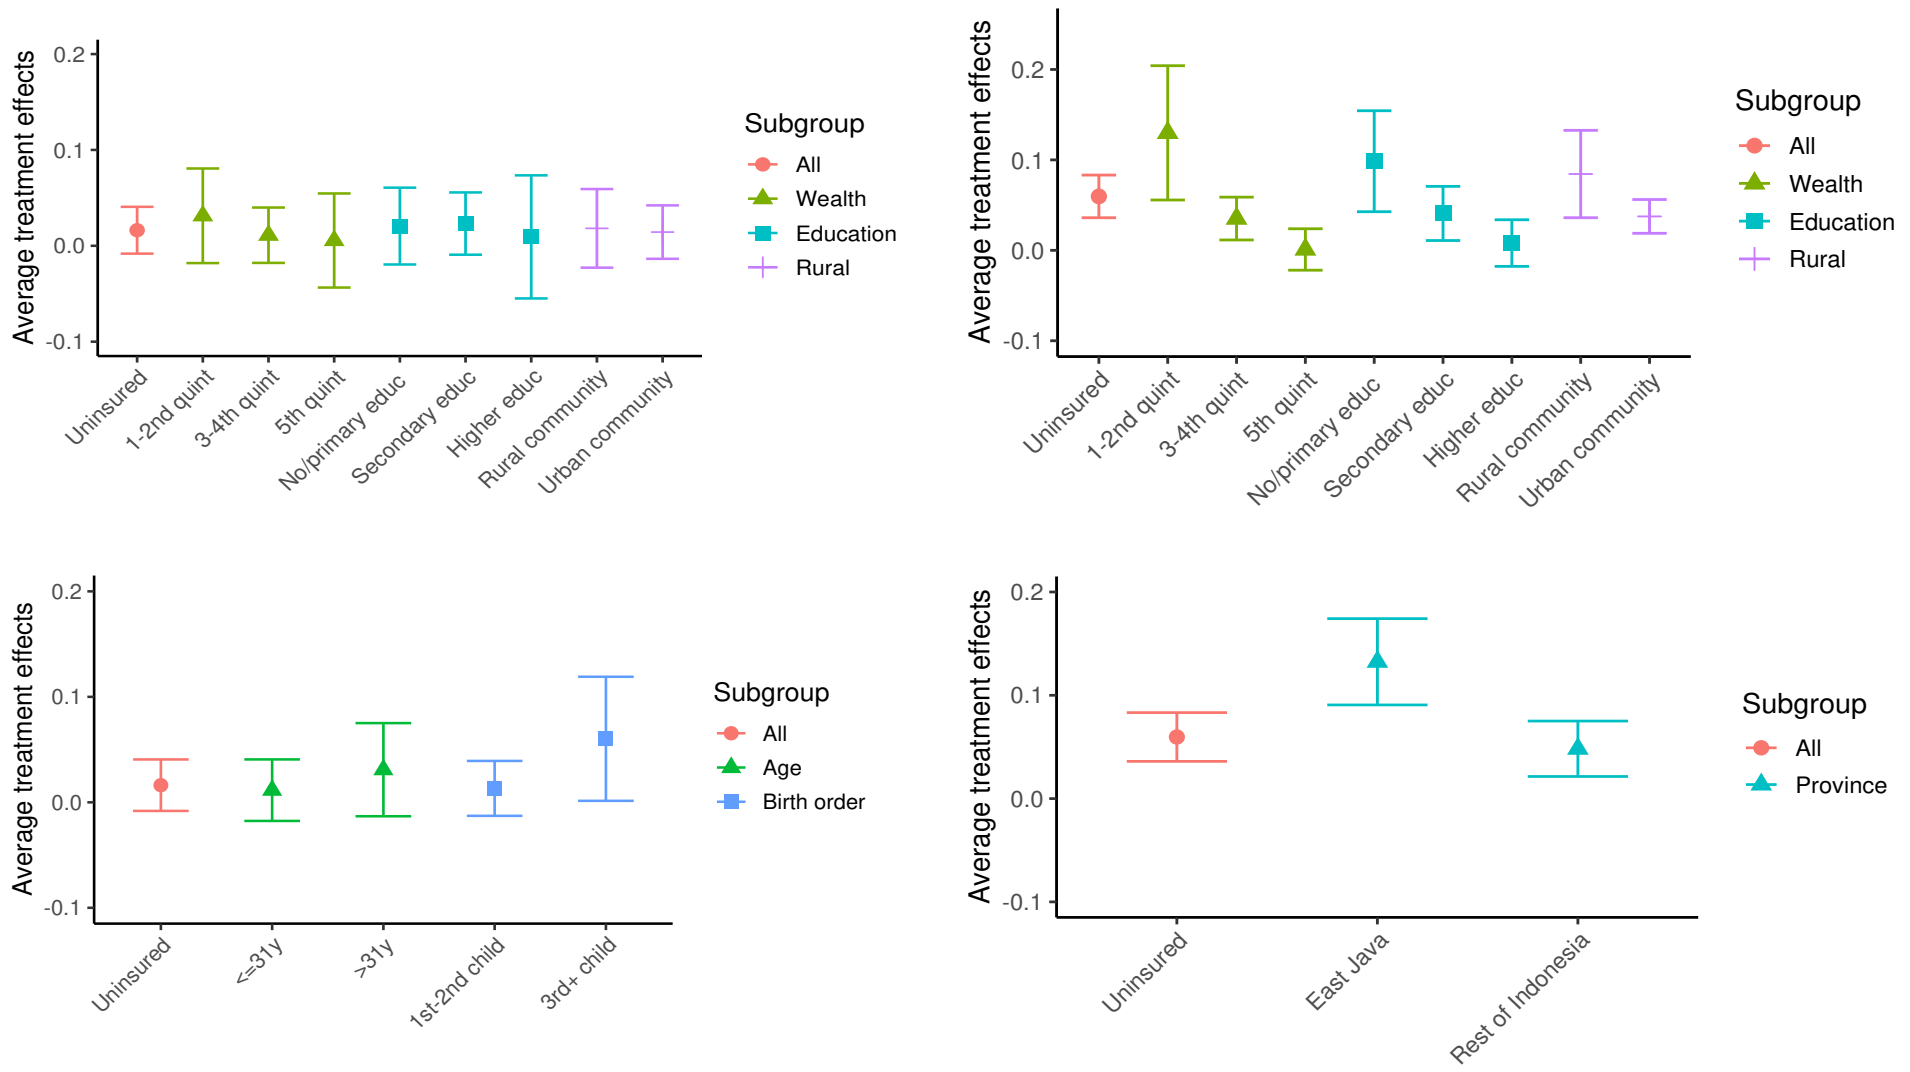 Average treatment effects
0.2
0.1
0.0
-0.1
Uninsured
1-2nd quint
3-4th quint
5th quint
No/primary educ
Secondary educ
Higher educ
Rural community
Urban community
Subgroup
All
Wealth
Education
Rural
Average treatment effects
0.2
0.1
0.0
-0.1
Uninsured
1-2nd quint
3-4th quint
5th quint
No/primary educ
Secondary educ
Higher educ
Rural community
Urban community
Subgroup
All
Wealth
Education
Rural
Average treatment effects
0.2
0.1
0.0
-0.1
Uninsured
<=31y
>31y
1st-2nd child
3rd+ child
Subgroup
All
Age
Birth order
Average treatment effects
0.2
0.1
0.0
-0.1
Uninsured
East Java
Rest of Indonesia
Subgroup
All
Province